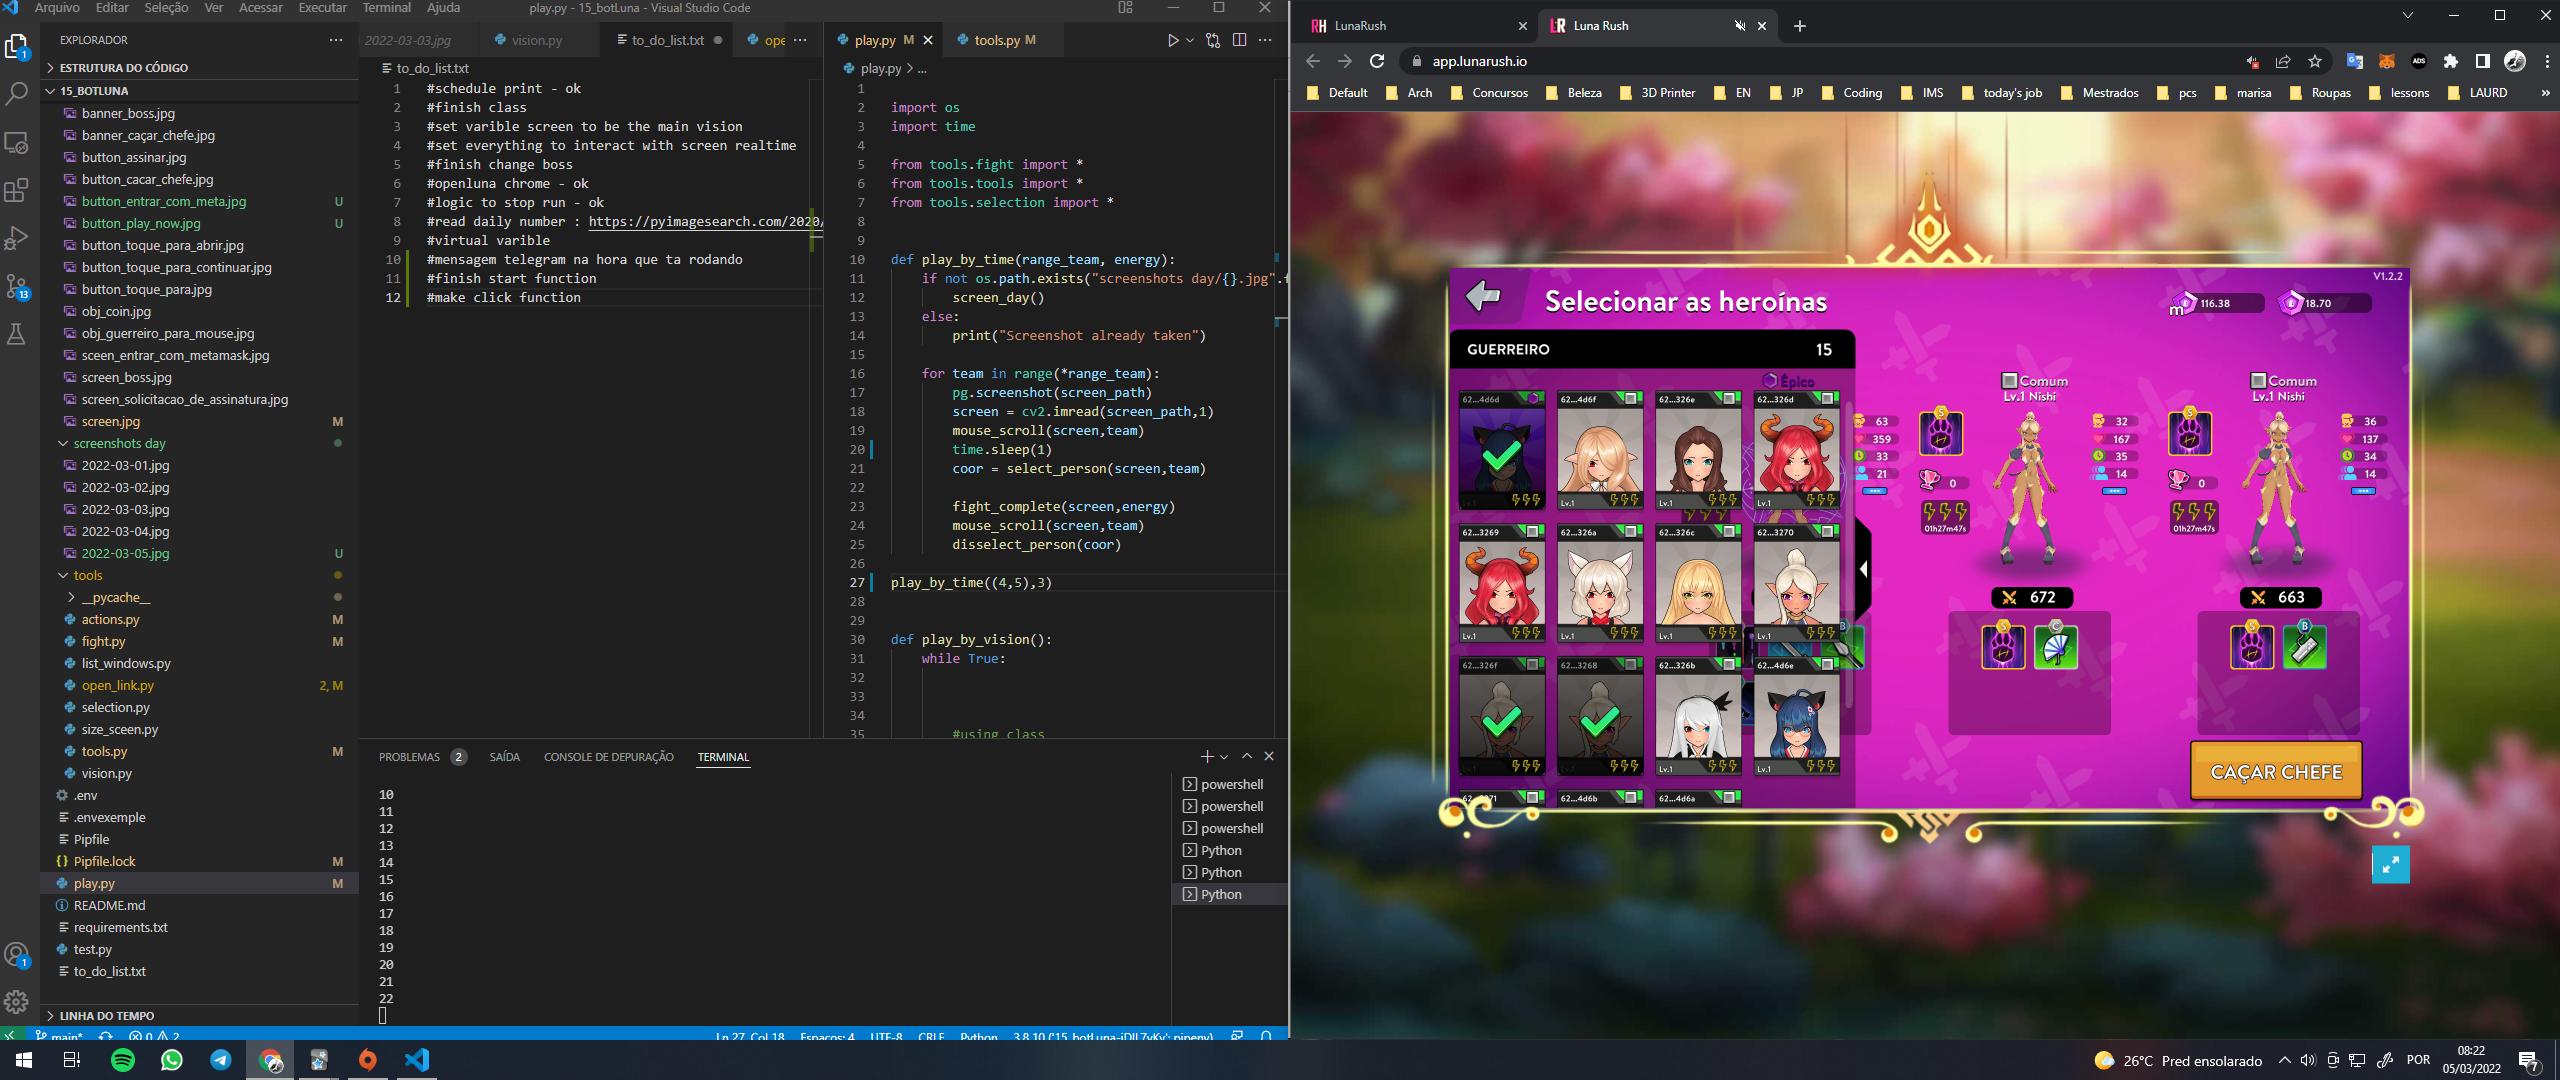 Arquivo Editar Seleção Ver Acessar Executar Terminal Ajuda
play.py - 15_botLuna - Visual Studio Code
EXPLORADOR
ESTRUTURA DO CÓDIGO
15_BOTLUNA
banner_boss.jpg
banner_caçar_chefe.jpg
button_assinar.jpg
button_cacar_chefe.jpg
button_entrar_com_meta.jpg U
button_play_now.jpg U
button_toque_para_abrir.jpg
button_toque_para_continuar.jpg
button_toque_para.jpg
obj_coin.jpg
obj_guerreiro_para_mouse.jpg
sceen_entrar_com_metamask.jpg
screen_boss.jpg
screen_solicitacao_de_assinatura.jpg
screen.jpg M
screenshots day
2022-03-01.jpg
2022-03-02.jpg
2022-03-03.jpg
2022-03-04.jpg
2022-03-05.jpg U
tools
__pycache__
actions.py M
fight.py M
list_windows.py
open_link.py 2, M
selection.py
size_sceen.py
tools.py M
vision.py
.env
.envexemple
Pipfile
Pipfile.lock M
play.py M
README.md
requirements.txt
test.py
to_do_list.txt
LINHA DO TEMPO
2022-03-03.jpg vision.py to_do_list.txt ope
to_do_list.txt
1 #schedule print - ok
2 #finish class
3 #set varible screen to be the main vision
4 #set everything to interact with screen realtime
5 #finish change boss
6 #openluna chrome - ok
7 #logic to stop run - ok
8 #read daily number : https://pyimagesearch.com/2020/
9 #virtual varible
10 #mensagem telegram na hora que ta rodando
11 #finish start function
12 #make click function
play.py M tools.py M
play.py > ...
1
2 import os
3 import time
4
5 from tools.fight import *
6 from tools.tools import *
7 from tools.selection import *
8
9
10 def play_by_time(range_team, energy):
11 if not os.path.exists("screenshots day/{}.jpg".f
12 screen_day()
13 else:
14 print("Screenshot already taken")
15
16 for team in range(*range_team):
17 pg.screenshot(screen_path)
18 screen = cv2.imread(screen_path,1)
19 mouse_scroll(screen,team)
20 time.sleep(1)
21 coor = select_person(screen,team)
22
23 fight_complete(screen,energy)
24 mouse_scroll(screen,team)
25 disselect_person(coor)
26
27 play_by_time((4,5),3)
28
29
30 def play_by_vision():
31 while True:
32
33
34
35 #using class
PROBLEMAS 2 SAÍDA CONSOLE DE DEPURAÇÃO TERMINAL
10
11
12
13
14
15
16
17
18
19
20
21
22
powershell
powershell
powershell
Python
Python
Python
main* 0 2 Ln 27, Col 18 Espaços: 4 UTF-8 CRLF Python
LunaRush Luna Rush
app.lunarush.io
Default Arch Concursos Beleza 3D Printer EN JP Coding IMS today's job Mestrados pcs marisa Roupas lessons LAURD »
V1.2.2
Selecionar as heroínas
m 116.38 18.70
GUERREIRO 15
Épico
62...4d6d 62...4d6f 62...326e 62...326d
Lv.1 Lv.1 Lv.1 Lv.1
62...3269 62...326a 62...326c 62...3270
Lv.1 Lv.1 Lv.1 Lv.1
62...326f 62...3268 62...326b 62...4d6e
Lv.1 Lv.1 Lv.1 Lv.1
62...4d6b 62...4d6a
63
359
33
21
Comum
Lv.1 Nishi
S
0
01h27m47s
32
167
35
14
672
S C
Comum
Lv.1 Nishi
S
0
01h27m47s
36
137
34
14
663
S B
B
CAÇAR CHEFE
26°C Pred ensolarado
POR
08:22
05/03/2022
7